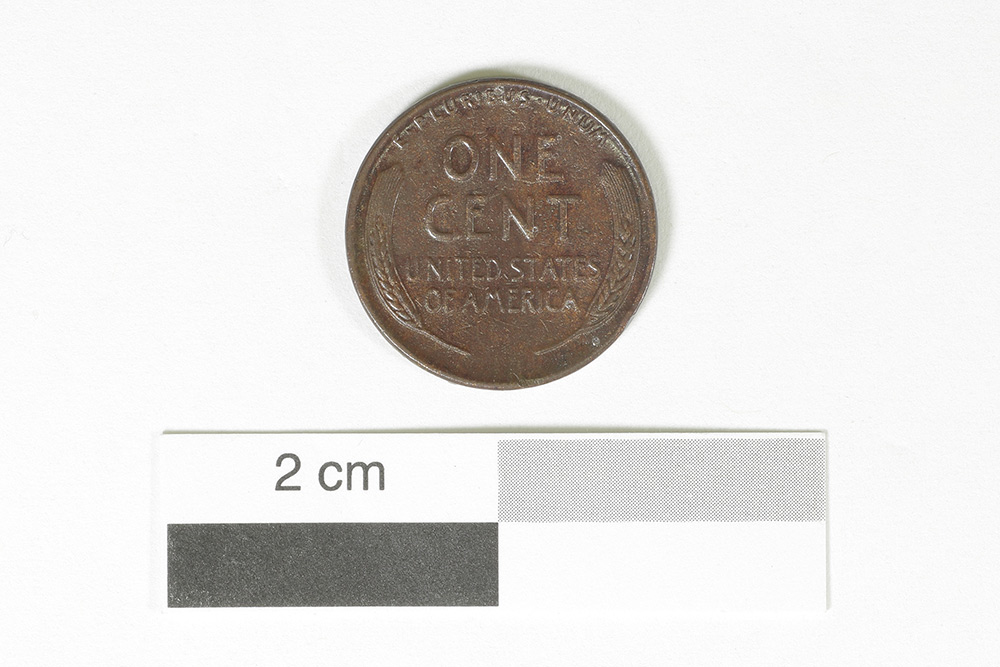 E·PLURIBUS·UNUM
ONE
CENT
UNITED·STATES
OF·AMERICA
2 cm